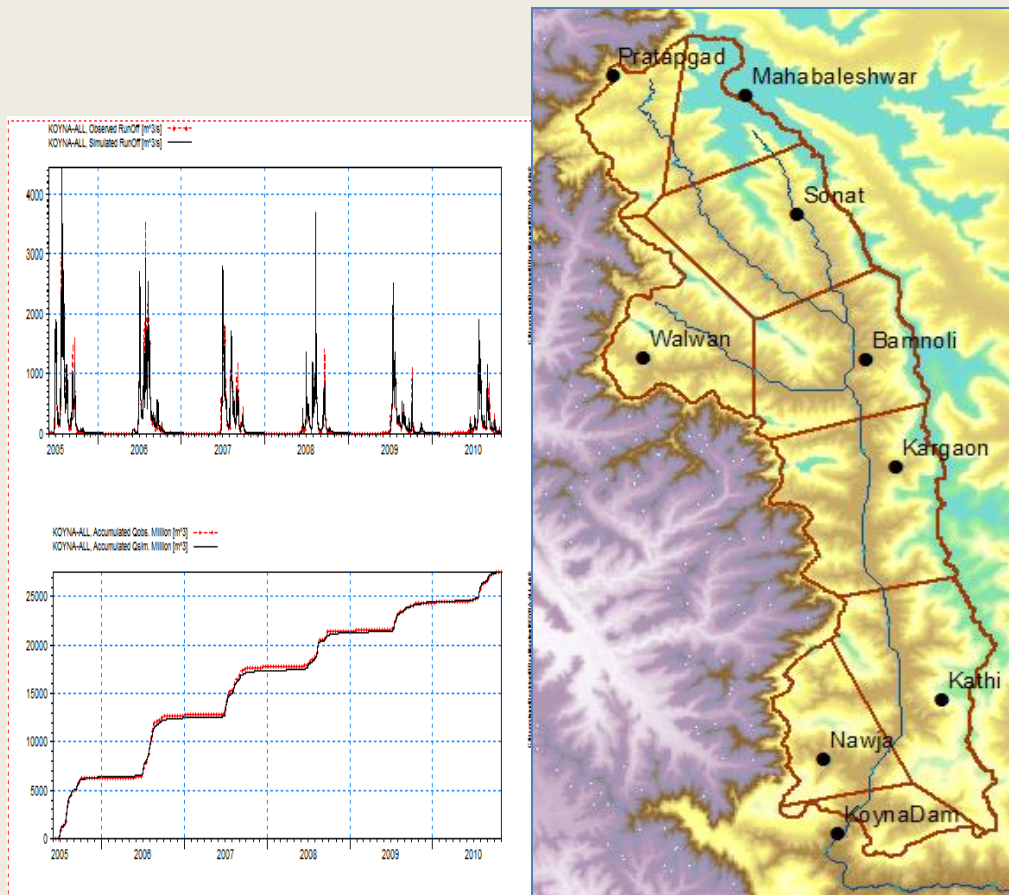 KOYNA-ALL, Observed RunOff [m^3/s]
KOYNA-ALL, Simulated RunOff [m^3/s]
4000
3000
2000
1000
0
2005 2006 2007 2008 2009 2010
KOYNA-ALL, Accumulated Qobs. Million [m^3]
KOYNA-ALL, Accumulated Qsim. Million [m^3]
25000
20000
15000
10000
5000
0
2005 2006 2007 2008 2009 2010
Pratapgad
Mahabaleshwar
Sonat
Walwan
Bamnoli
Kargaon
Kathi
Nawja
KoynaDam